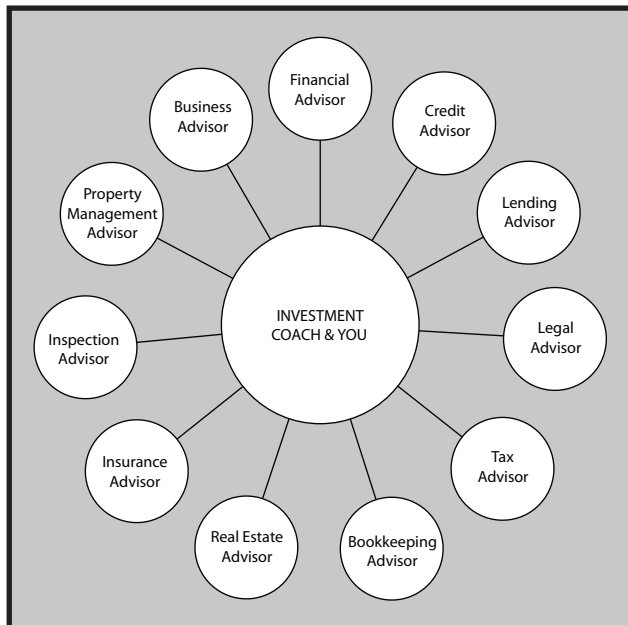 Financial
Advisor
Credit
Advisor
Lending
Advisor
Legal
Advisor
Tax
Advisor
Bookkeeping
Advisor
Real Estate
Advisor
Insurance
Advisor
Inspection
Advisor
Property
Management
Advisor
Business
Advisor
INVESTMENT
COACH & YOU